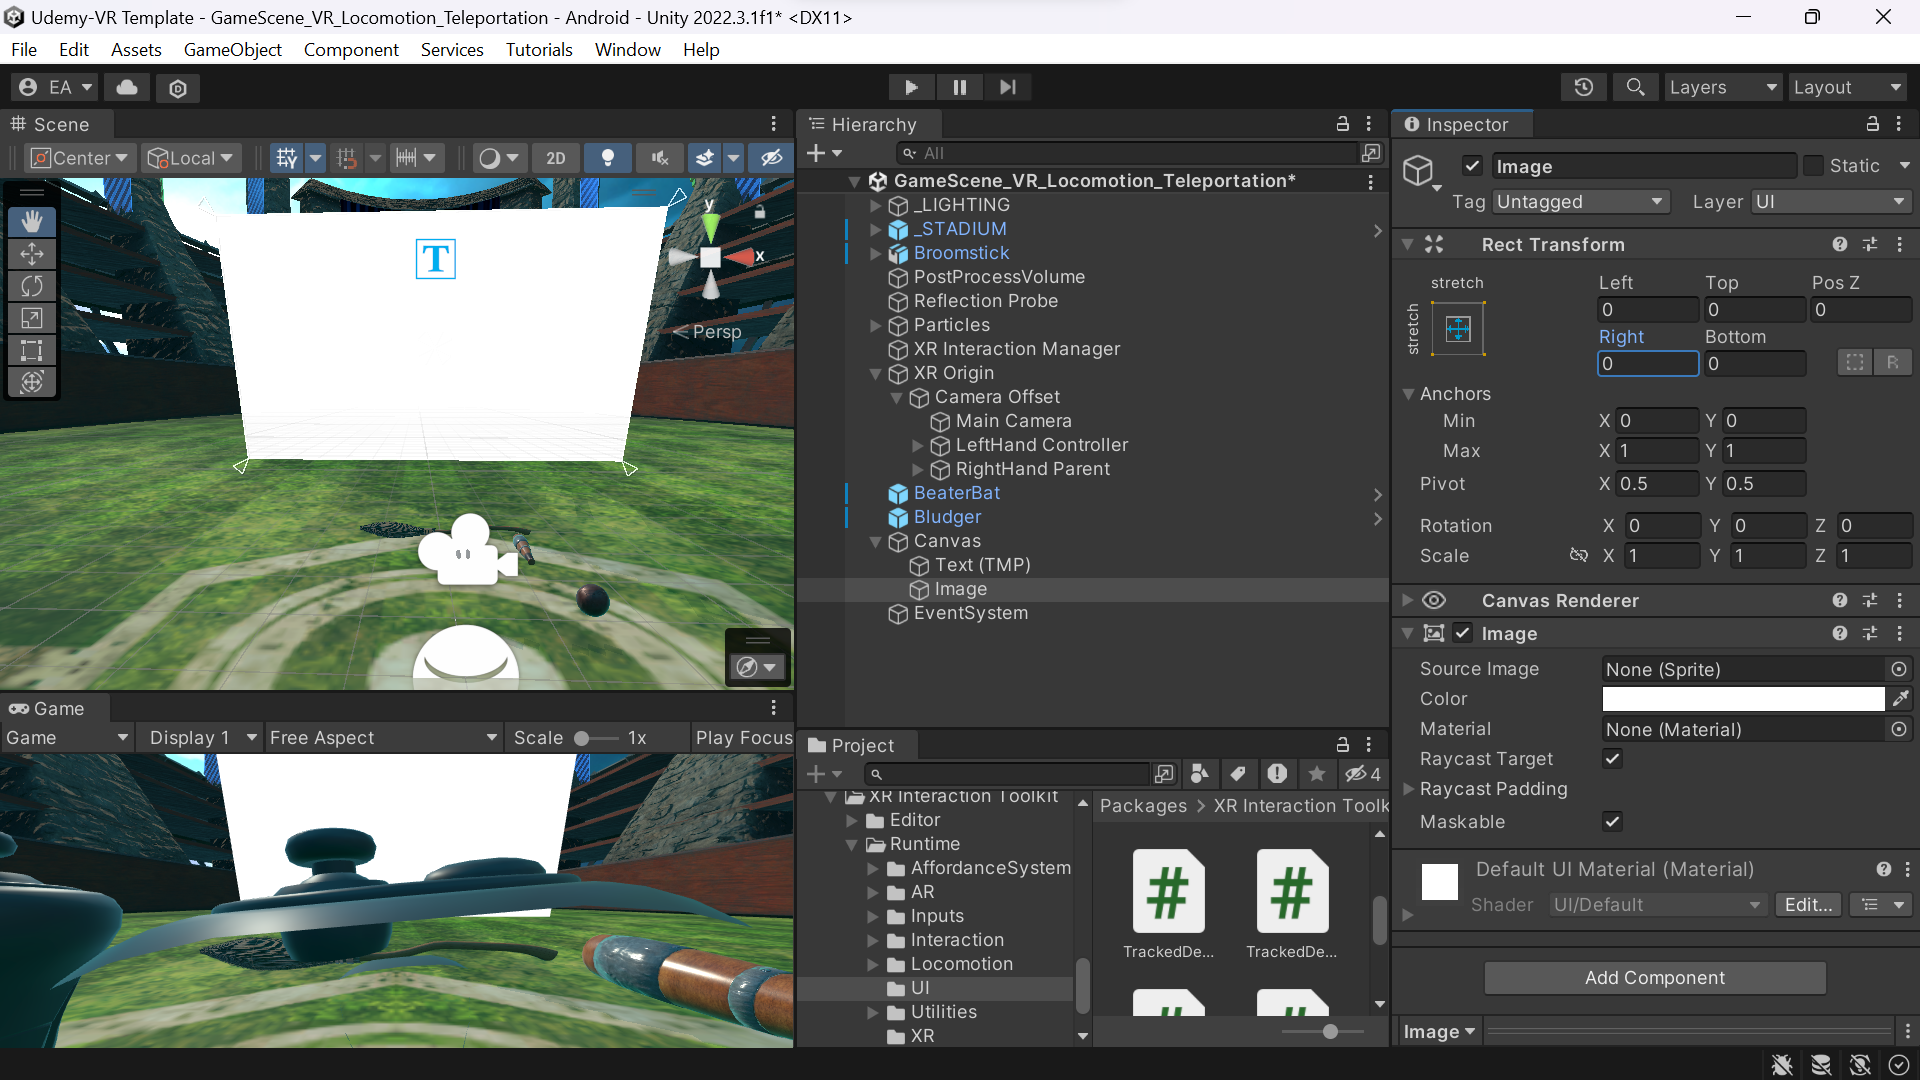 Udemy-VR Template - GameScene_VR_Locomotion_Teleportation - Android - Unity 2022.3.1f1* <DX11>
File Edit Assets GameObject Component Services Tutorials Window Help
EA
Layers
Layout
Scene
Center
Local
2D
y
x
Persp
T
Game
Game
Display 1
Free Aspect
Scale
1x
Play Focus
Hierarchy
All
GameScene_VR_Locomotion_Teleportation*
_LIGHTING
_STADIUM
Broomstick
PostProcessVolume
Reflection Probe
Particles
XR Interaction Manager
XR Origin
Camera Offset
Main Camera
LeftHand Controller
RightHand Parent
BeaterBat
Bludger
Canvas
Text (TMP)
Image
EventSystem
Project
4
XR Interaction Toolkit
Editor
Runtime
AffordanceSystem
AR
Inputs
Interaction
Locomotion
UI
Utilities
XR
Packages > XR Interaction Toolk
TrackedDe... TrackedDe...
Inspector
Image
Static
Tag Untagged
Layer UI
Rect Transform
stretch
stretch
Left Top Pos Z
0 0 0
Right Bottom
0 0
R
Anchors
Min X 0 Y 0
Max X 1 Y 1
Pivot X 0.5 Y 0.5
Rotation X 0 Y 0 Z 0
Scale X 1 Y 1 Z 1
Canvas Renderer
Image
Source Image None (Sprite)
Color
Material None (Material)
Raycast Target
Raycast Padding
Maskable
Default UI Material (Material)
Shader UI/Default
Edit...
Add Component
Image